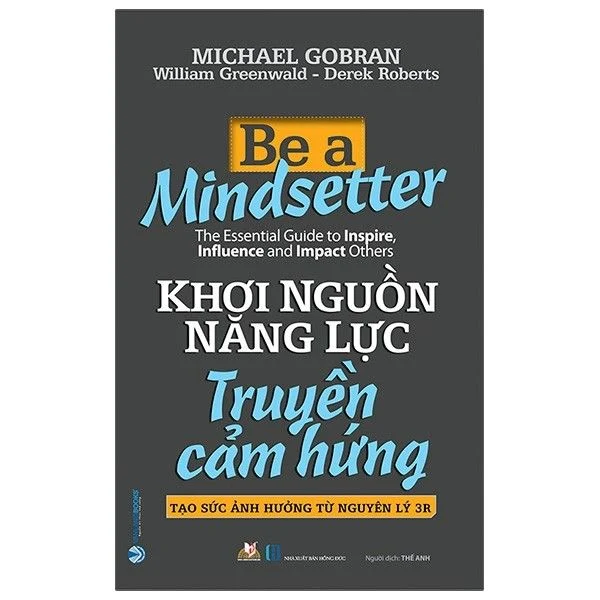 MICHAEL GOBRAN
William Greenwald - Derek Roberts
Be a
Mindsetter
The Essential Guide to Inspire,
Influence and Impact Others
KHƠI NGUỒN
NĂNG LỰC
Truyền
cảm hứng
TẠO SỨC ẢNH HƯỞNG TỪ NGUYÊN LÝ 3R
NHÀ XUẤT BẢN HỒNG ĐỨC
Người dịch: THẾ ANH